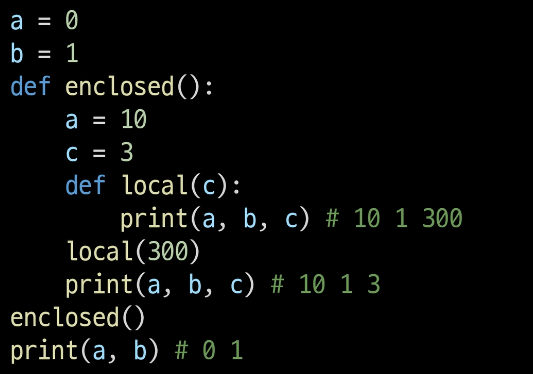 a = 0
b = 1
def enclosed():
    a = 10
    c = 3
    def local(c):
        print(a, b, c) # 10 1 300
    local(300)
    print(a, b, c) # 10 1 3
enclosed()
print(a, b) # 0 1